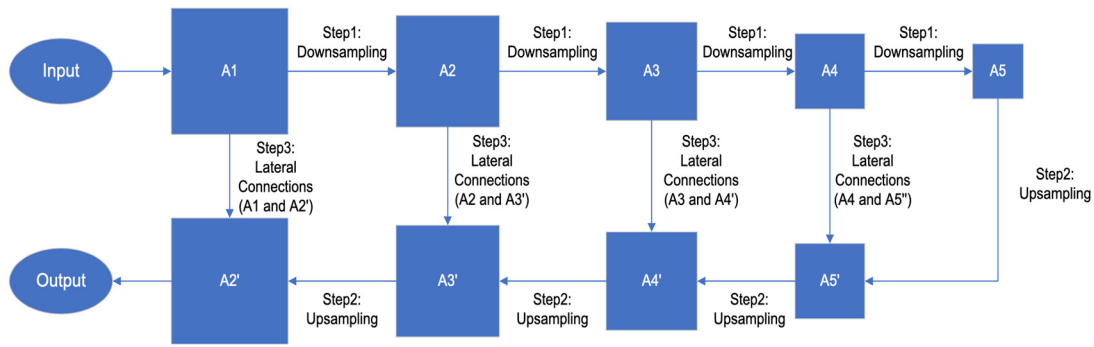 Input
A1
Step1:
Downsampling
A2
Step1:
Downsampling
A3
Step1:
Downsampling
A4
Step1:
Downsampling
A5
Step3:
Lateral
Connections
(A1 and A2')
Step3:
Lateral
Connections
(A2 and A3')
Step3:
Lateral
Connections
(A3 and A4')
Step3:
Lateral
Connections
(A4 and A5'')
Step2:
Upsampling
Output
A2'
Step2:
Upsampling
A3'
Step2:
Upsampling
A4'
Step2:
Upsampling
A5'